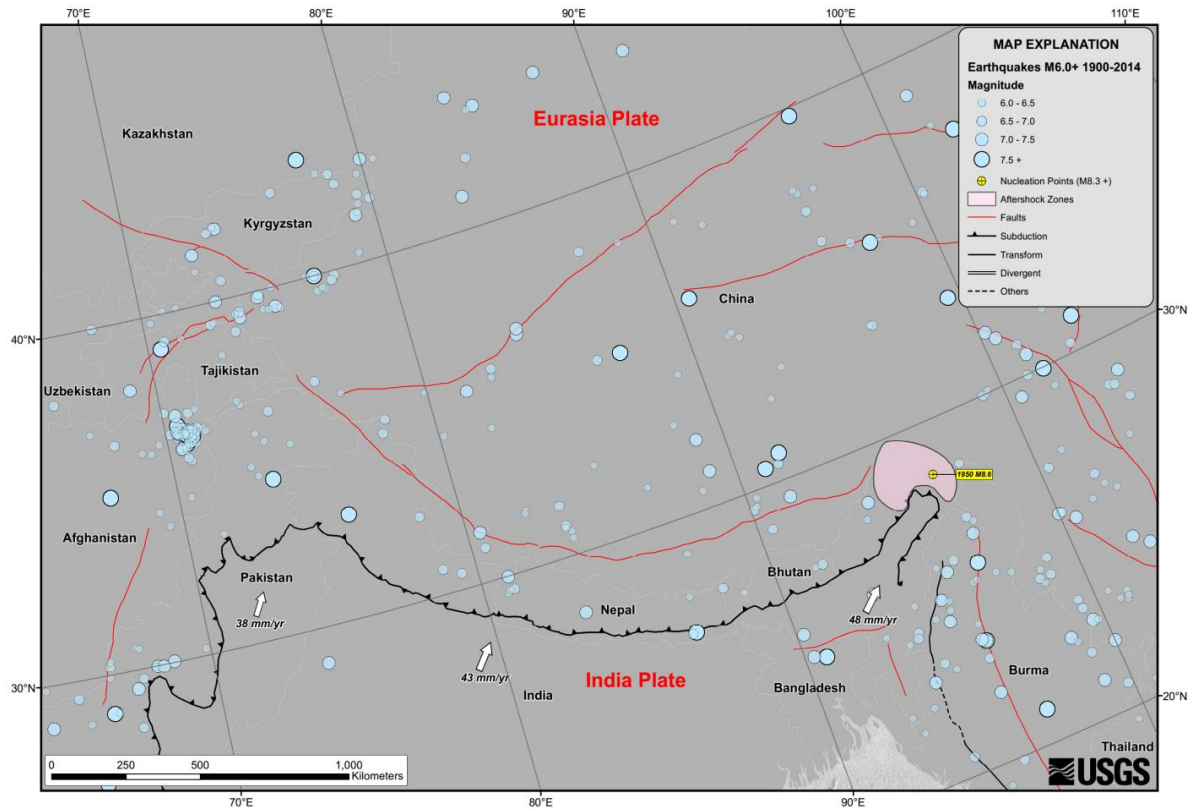 70°E
80°E
90°E
100°E
110°E
MAP EXPLANATION
Earthquakes M6.0+ 1900-2014
Magnitude
6.0 - 6.5
6.5 - 7.0
7.0 - 7.5
7.5 +
Nucleation Points (M8.3 +)
Aftershock Zones
Faults
Subduction
Transform
Divergent
Others
Eurasia Plate
Kazakhstan
Kyrgyzstan
China
30°N
40°N
Tajikistan
Uzbekistan
1950 M8.6
Afghanistan
Pakistan
38 mm/yr
Nepal
Bhutan
48 mm/yr
43 mm/yr
India Plate
India
Bangladesh
Burma
30°N
20°N
Thailand
0 250 500 1,000
Kilometers
USGS
70°E
80°E
90°E